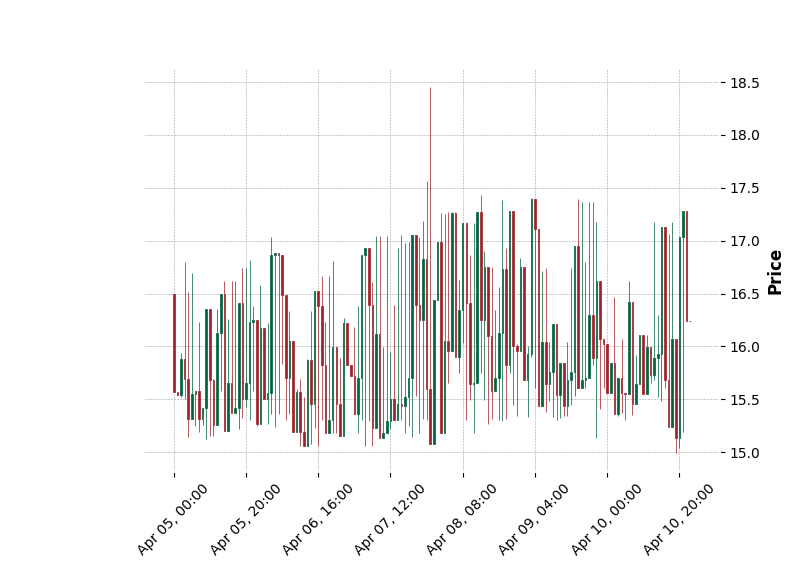 18.5
18.0
17.5
17.0
16.5
16.0
15.5
15.0
Price
Apr 05, 00:00
Apr 05, 20:00
Apr 06, 16:00
Apr 07, 12:00
Apr 08, 08:00
Apr 09, 04:00
Apr 10, 00:00
Apr 10, 20:00